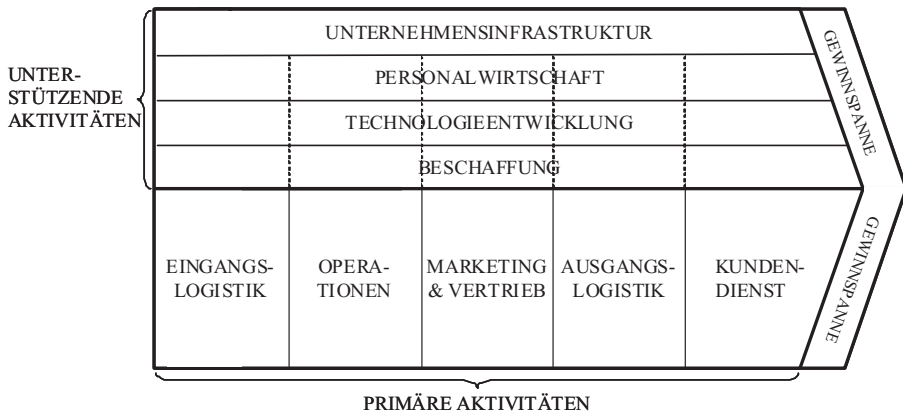 UNTERNEHMENSINFRASTRUKTUR
UNTER-
STÜTZENDE
AKTIVITÄTEN
PERSONALWIRTSCHAFT
TECHNOLOGIEENTWICKLUNG
BESCHAFFUNG
GEWINNSPANNE
EINGANGS-
LOGISTIK
OPERA-
TIONEN
MARKETING
& VERTRIEB
AUSGANGS-
LOGISTIK
KUNDEN-
DIENST
GEWINNSPANNE
PRIMÄRE AKTIVITÄTEN